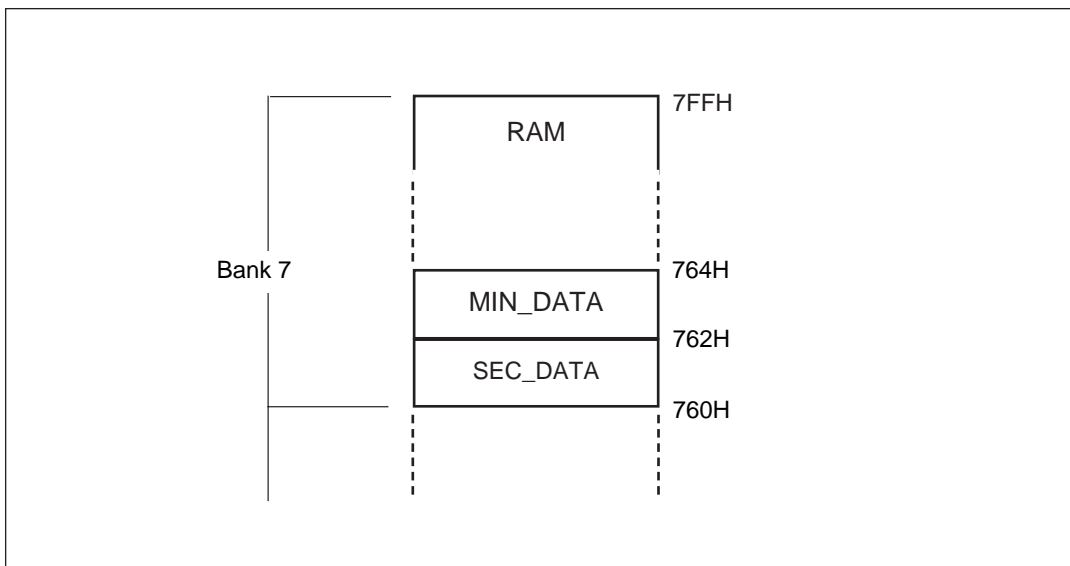 7FFH
RAM
Bank 7
764H
MIN_DATA
762H
SEC_DATA
760H